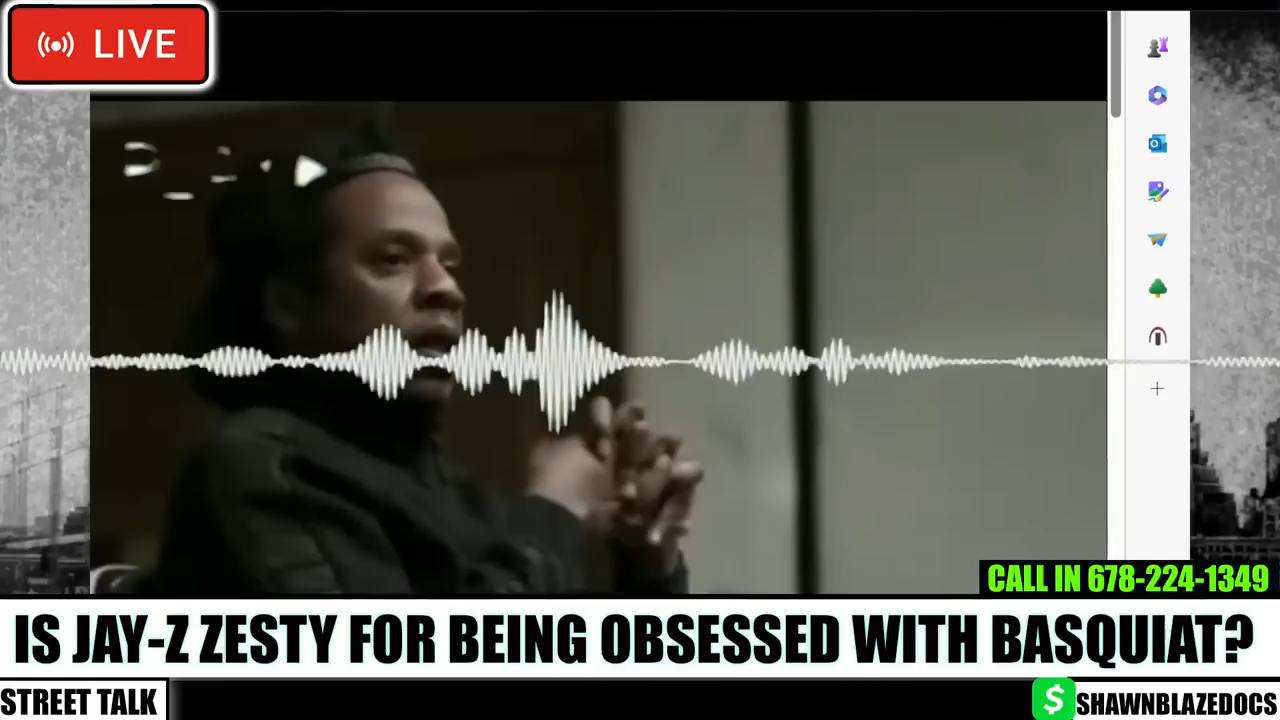 LIVE
CALL IN 678-224-1349
IS JAY-Z ZESTY FOR BEING OBSESSED WITH BASQUIAT?
STREET TALK
$ SHAWNBLAZEDOCS